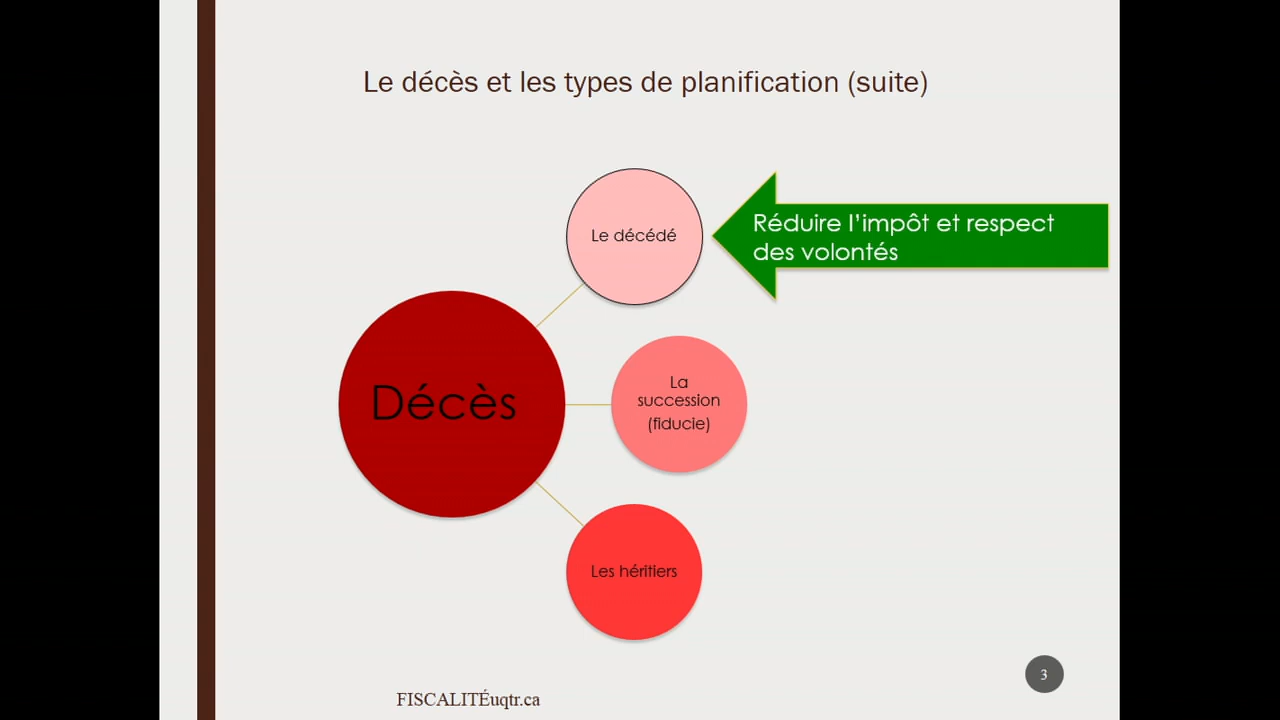 Le décès et les types de planification (suite)
Le décédé
Réduire l’impôt et respect
des volontés
Décès
La
succession
(fiducie)
Les héritiers
FISCALITÉuqtr.ca
3